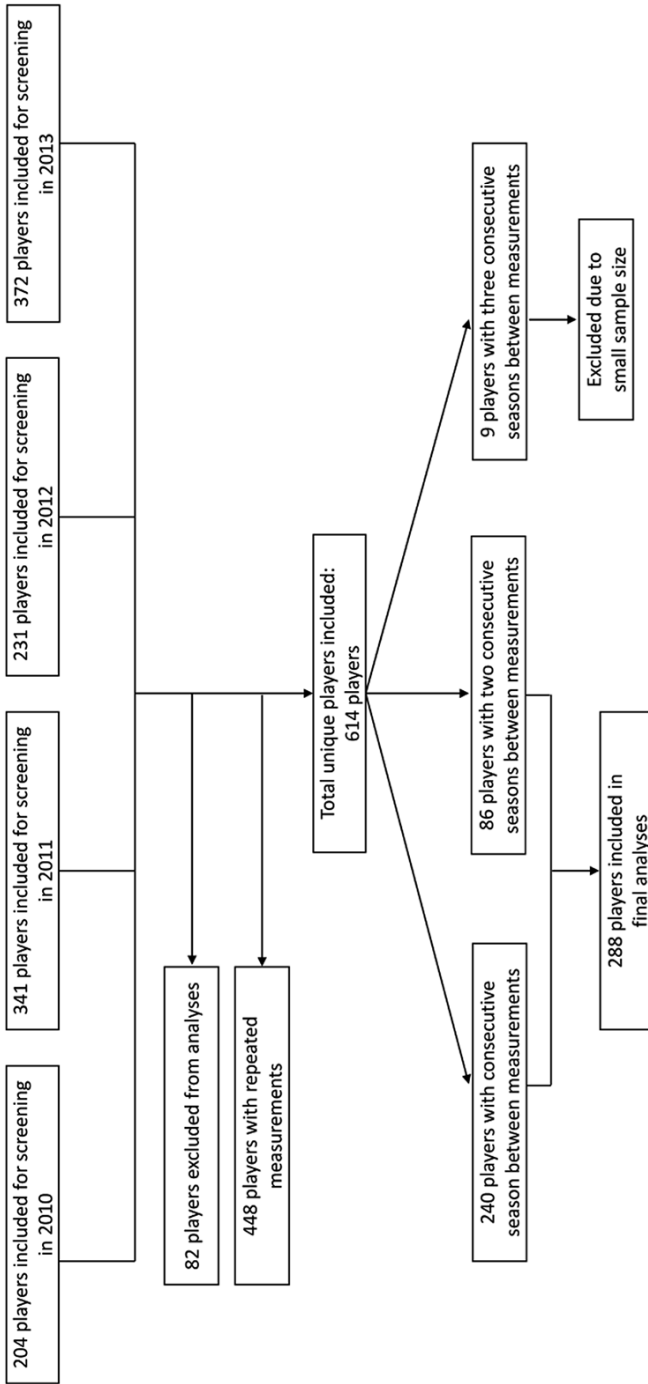 204 players included for screening
in 2010
341 players included for screening
in 2011
231 players included for screening
in 2012
372 players included for screening
in 2013
82 players excluded from analyses
448 players with repeated
measurements
Total unique players included:
614 players
240 players with consecutive
season between measurements
86 players with two consecutive
seasons between measurements
9 players with three consecutive
seasons between measurements
288 players included in
final analyses
Excluded due to
small sample size